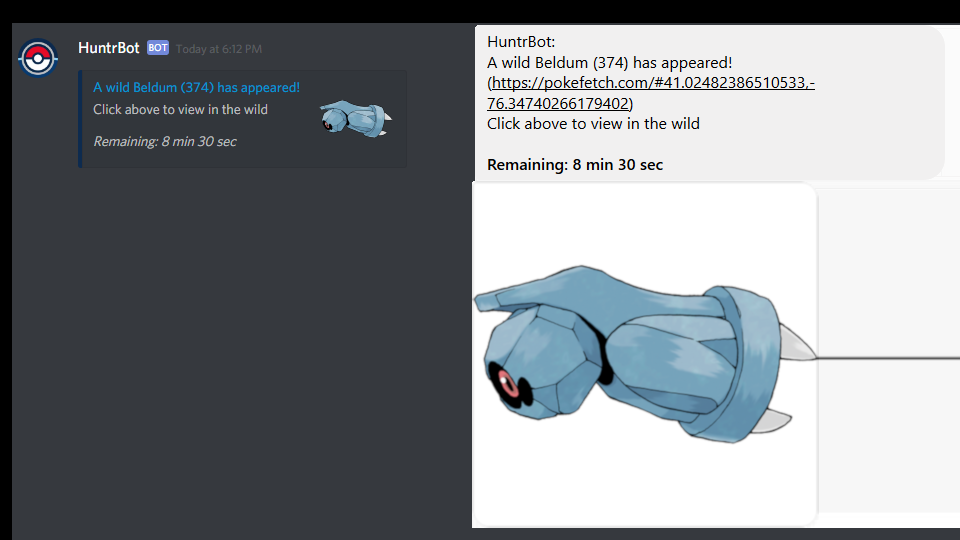 HuntrBot BOT Today at 6:12 PM
A wild Beldum (374) has appeared!
Click above to view in the wild
Remaining: 8 min 30 sec
HuntrBot:
A wild Beldum (374) has appeared!
(https://pokefetch.com/#41.02482386510533,-
76.34740266179402)
Click above to view in the wild
Remaining: 8 min 30 sec